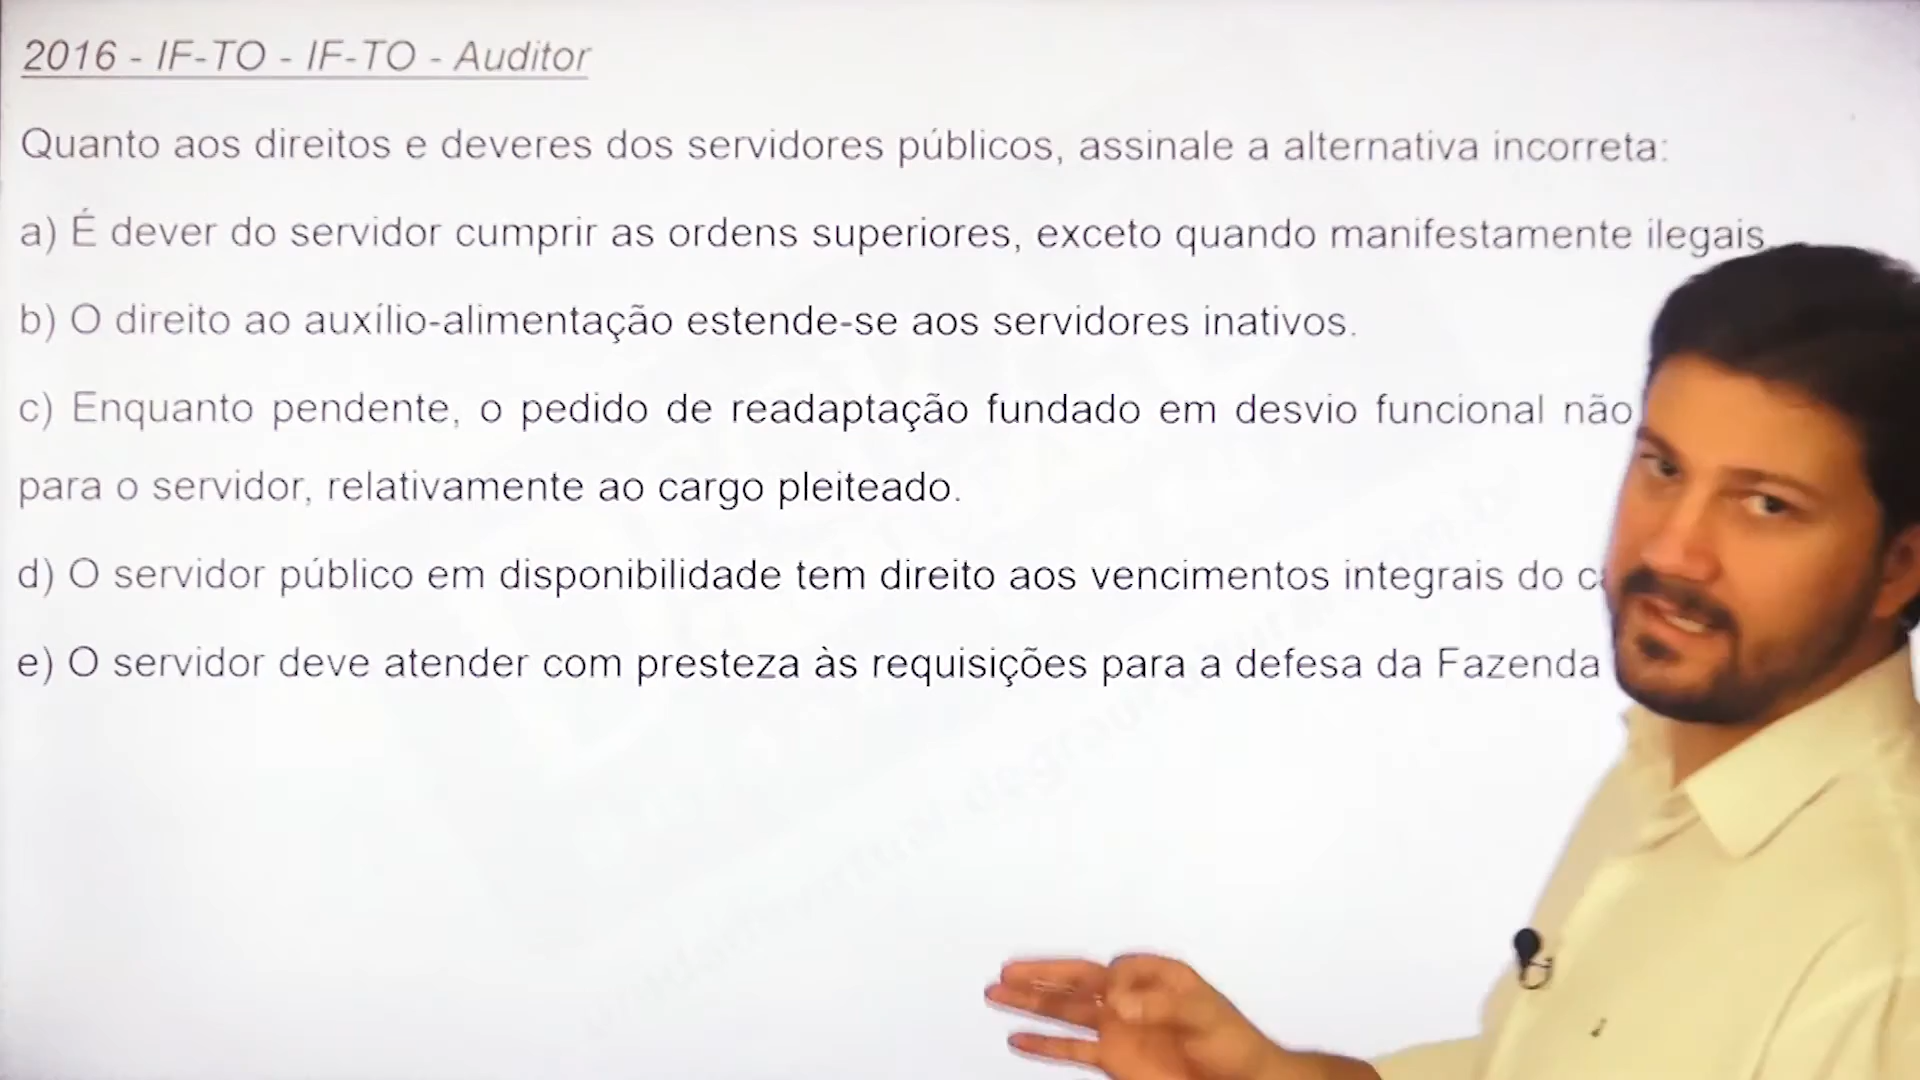 2016 - IF-TO - IF-TO - Auditor
Quanto aos direitos e deveres dos servidores públicos, assinale a alternativa incorreta:
a) É dever do servidor cumprir as ordens superiores, exceto quando manifestamente ilegais.
b) O direito ao auxílio-alimentação estende-se aos servidores inativos.
c) Enquanto pendente, o pedido de readaptação fundado em desvio funcional não
para o servidor, relativamente ao cargo pleiteado.
d) O servidor público em disponibilidade tem direito aos vencimentos integrais do
e) O servidor deve atender com presteza às requisições para a defesa da Fazenda